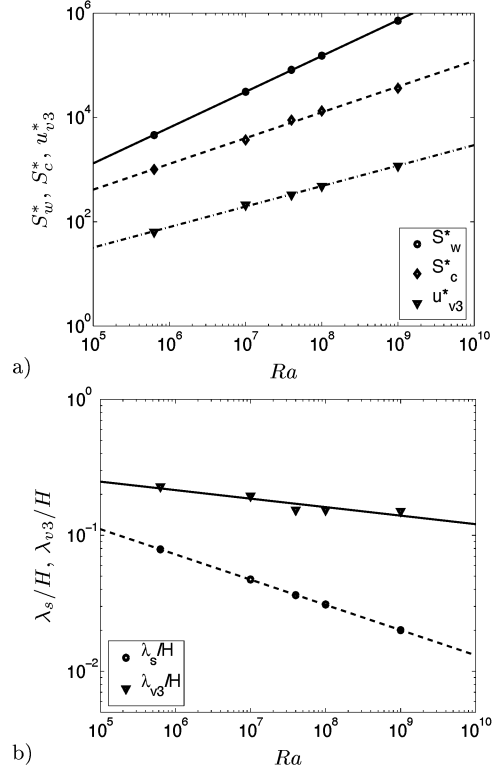 10^6
10^4
10^2
10^0
S*_w, S*_c, u*_v3
S*_w
S*_c
u*_v3
10^5 10^6 10^7 10^8 10^9 10^10
Ra
a)
10^0
10^-1
10^-2
λ_s/H, λ_v3/H
λ_s/H
λ_v3/H
10^5 10^6 10^7 10^8 10^9 10^10
Ra
b)